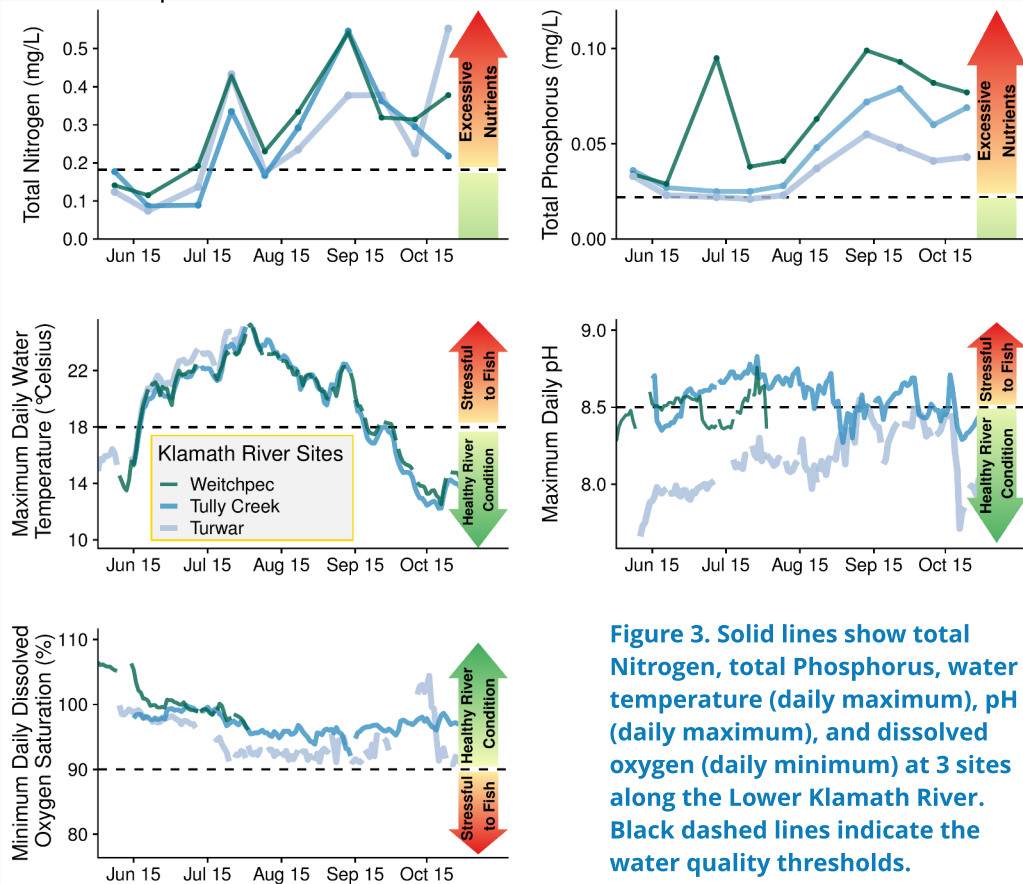 Total Nitrogen (mg/L)
0.5
0.4
0.3
0.2
0.1
0.0
Jun 15 Jul 15 Aug 15 Sep 15 Oct 15
Excessive
Nutrients
Total Phosphorus (mg/L)
0.10
0.05
0.00
Jun 15 Jul 15 Aug 15 Sep 15 Oct 15
Excessive
Nutrients
Maximum Daily Water
Temperature (°Celsius)
22
18
14
10
Jun 15 Jul 15 Aug 15 Sep 15 Oct 15
Stressful
to Fish
Healthy River
Condition
Klamath River Sites
Weitchpec
Tully Creek
Turwar
Maximum Daily pH
9.0
8.5
8.0
Jun 15 Jul 15 Aug 15 Sep 15 Oct 15
Stressful
to Fish
Healthy River
Condition
Minimum Daily Dissolved
Oxygen Saturation (%)
110
100
90
80
Jun 15 Jul 15 Aug 15 Sep 15 Oct 15
Healthy River
Condition
Stressful
to Fish
Figure 3. Solid lines show total
Nitrogen, total Phosphorus, water
temperature (daily maximum), pH
(daily maximum), and dissolved
oxygen (daily minimum) at 3 sites
along the Lower Klamath River.
Black dashed lines indicate the
water quality thresholds.